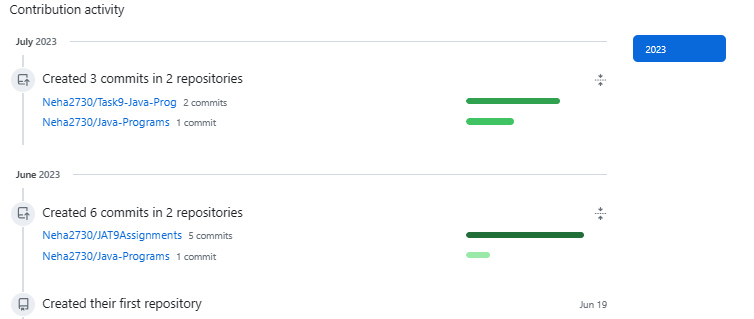 Contribution activity
July 2023
2023
Created 3 commits in 2 repositories
Neha2730/Task9-Java-Prog 2 commits
Neha2730/Java-Programs 1 commit
June 2023
Created 6 commits in 2 repositories
Neha2730/JAT9Assignments 5 commits
Neha2730/Java-Programs 1 commit
Created their first repository Jun 19